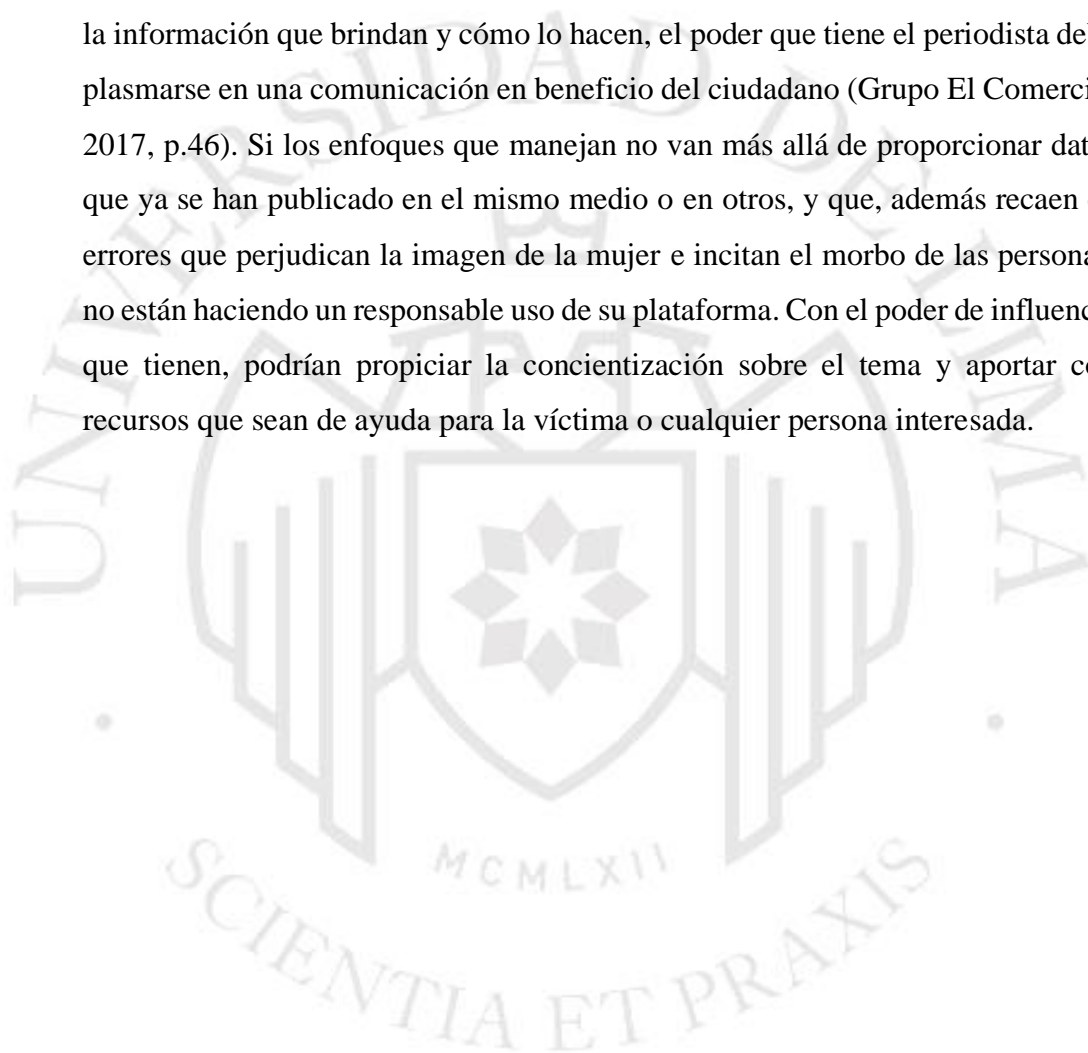 la información que brindan y cómo lo hacen, el poder que tiene el periodista de
plasmarse en una comunicación en beneficio del ciudadano (Grupo El Comerci
2017, p.46). Si los enfoques que manejan no van más allá de proporcionar dat
que ya se han publicado en el mismo medio o en otros, y que, además recaen
errores que perjudican la imagen de la mujer e incitan el morbo de las persona
no están haciendo un responsable uso de su plataforma. Con el poder de influenc
que tienen, podrían propiciar la concientización sobre el tema y aportar co
recursos que sean de ayuda para la víctima o cualquier persona interesada.
UNIVERSIDAD DE LIMA
MCMLXII
SCIENTIA ET PRAXIS